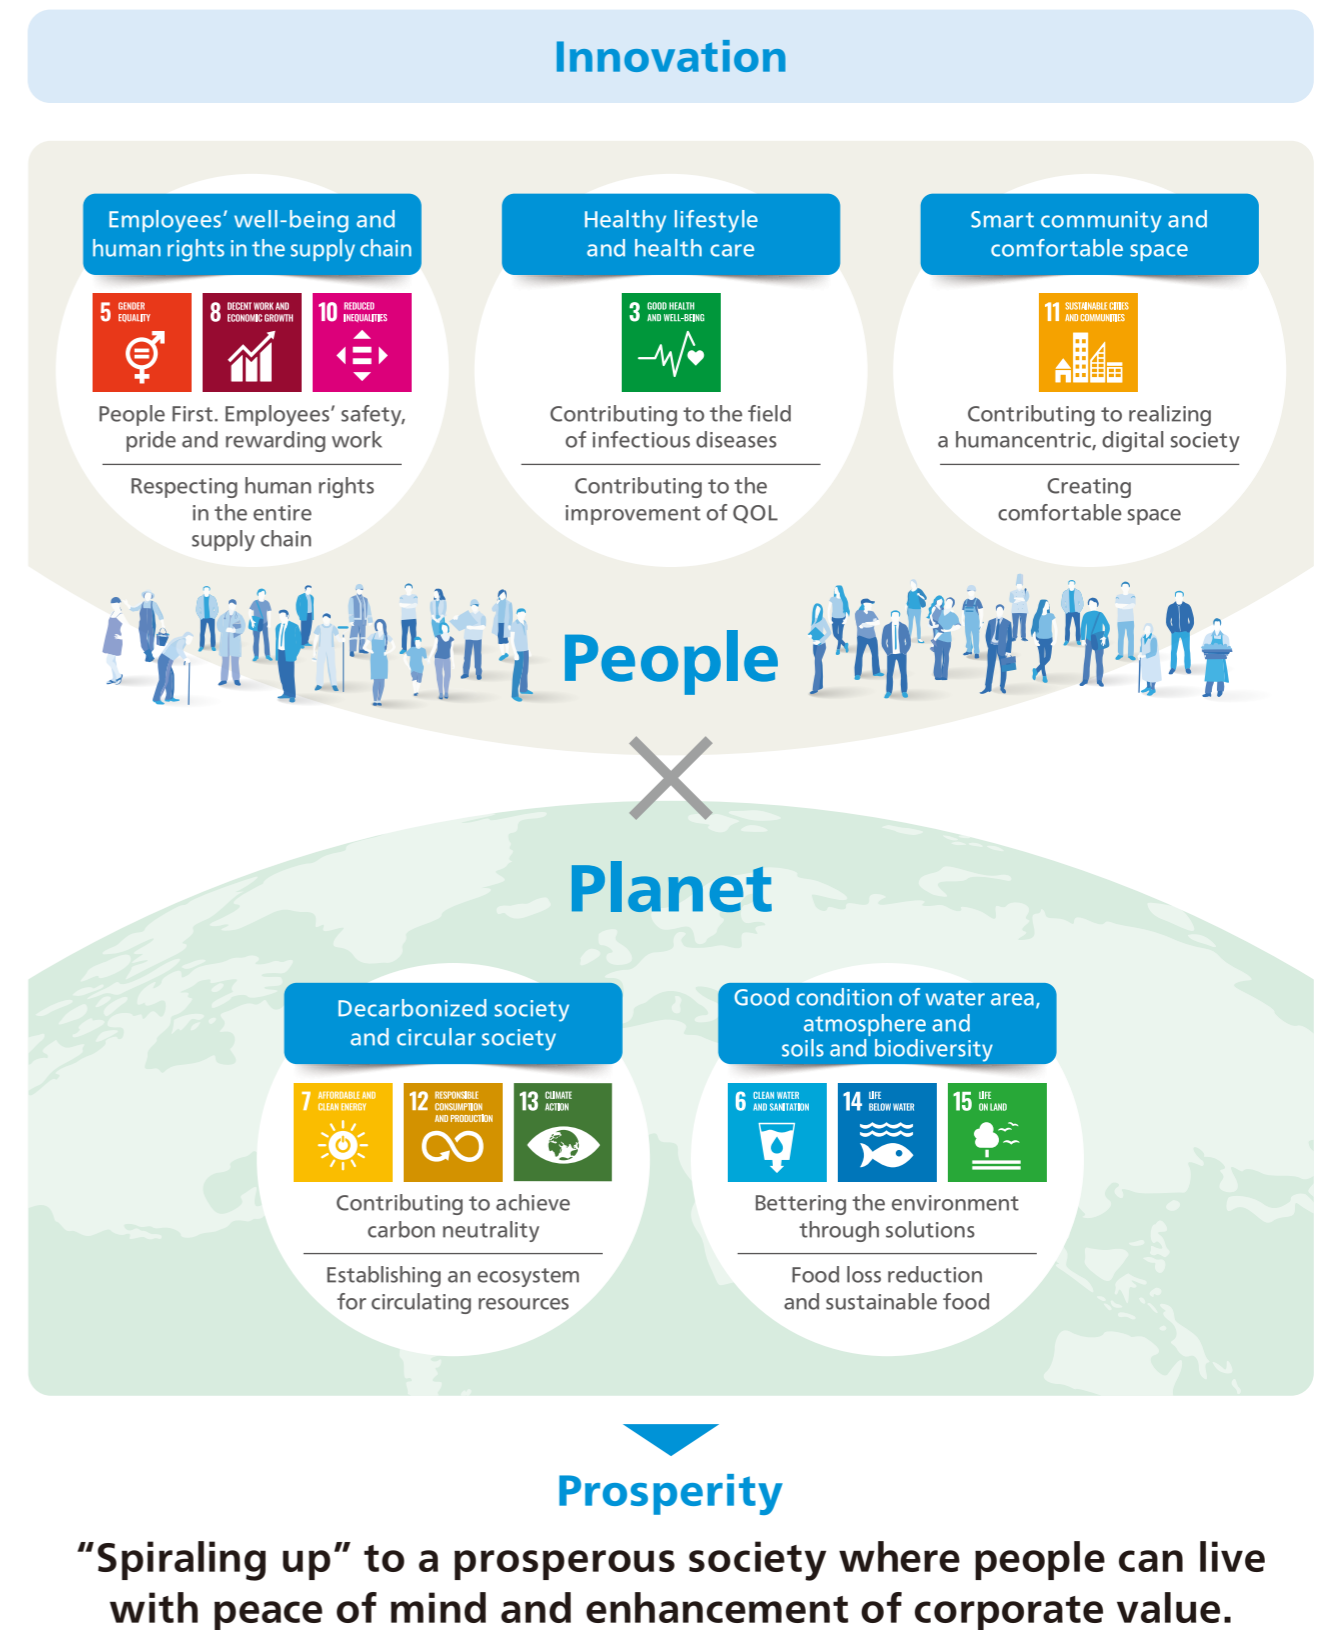 Innovation
Employees’ well-being and
human rights in the supply chain
5 GENDER
EQUALITY
8 DECENT WORK AND
ECONOMIC GROWTH
10 REDUCED
INEQUALITIES
People First. Employees’ safety,
pride and rewarding work
Respecting human rights
in the entire
supply chain
Healthy lifestyle
and health care
3 GOOD HEALTH
AND WELL-BEING
Contributing to the field
of infectious diseases
Contributing to the
improvement of QOL
Smart community and
comfortable space
11 SUSTAINABLE CITIES
AND COMMUNITIES
Contributing to realizing
a humancentric, digital society
Creating
comfortable space
People
Planet
Decarbonized society
and circular society
7 AFFORDABLE AND
CLEAN ENERGY
12 RESPONSIBLE
CONSUMPTION
AND PRODUCTION
13 CLIMATE
ACTION
Contributing to achieve
carbon neutrality
Establishing an ecosystem
for circulating resources
Good condition of water area,
atmosphere and
soils and biodiversity
6 CLEAN WATER
AND SANITATION
14 LIFE
BELOW WATER
15 LIFE
ON LAND
Bettering the environment
through solutions
Food loss reduction
and sustainable food
Prosperity
“Spiraling up” to a prosperous society where people can live
with peace of mind and enhancement of corporate value.